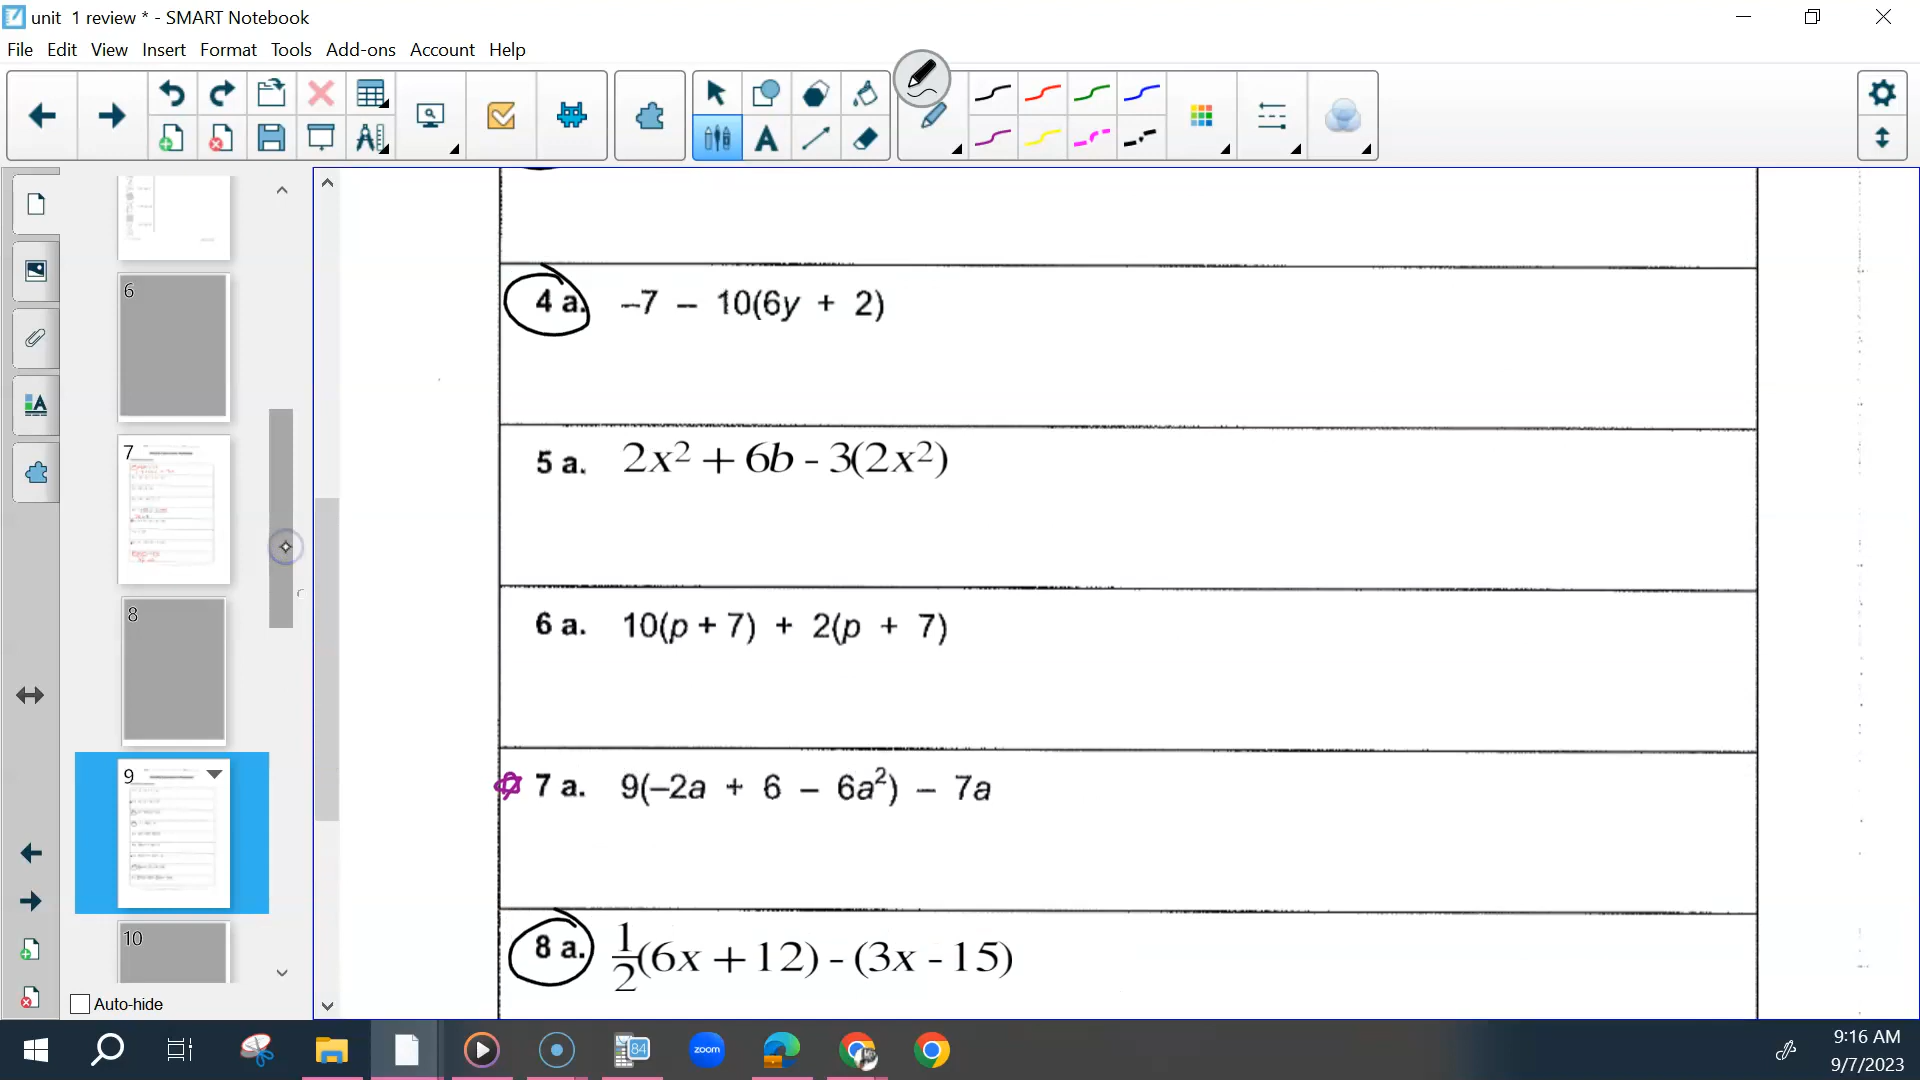 unit 1 review * - SMART Notebook
File Edit View Insert Format Tools Add-ons Account Help
6
7
8
9
10
Auto-hide
4 a. –7 – 10(6y + 2)
5 a. 2x² + 6b - 3(2x²)
6 a. 10(p + 7) + 2(p + 7)
7 a. 9(–2a + 6 – 6a²) – 7a
8 a. 1/2(6x + 12) - (3x - 15)
84
zoom
9:16 AM
9/7/2023